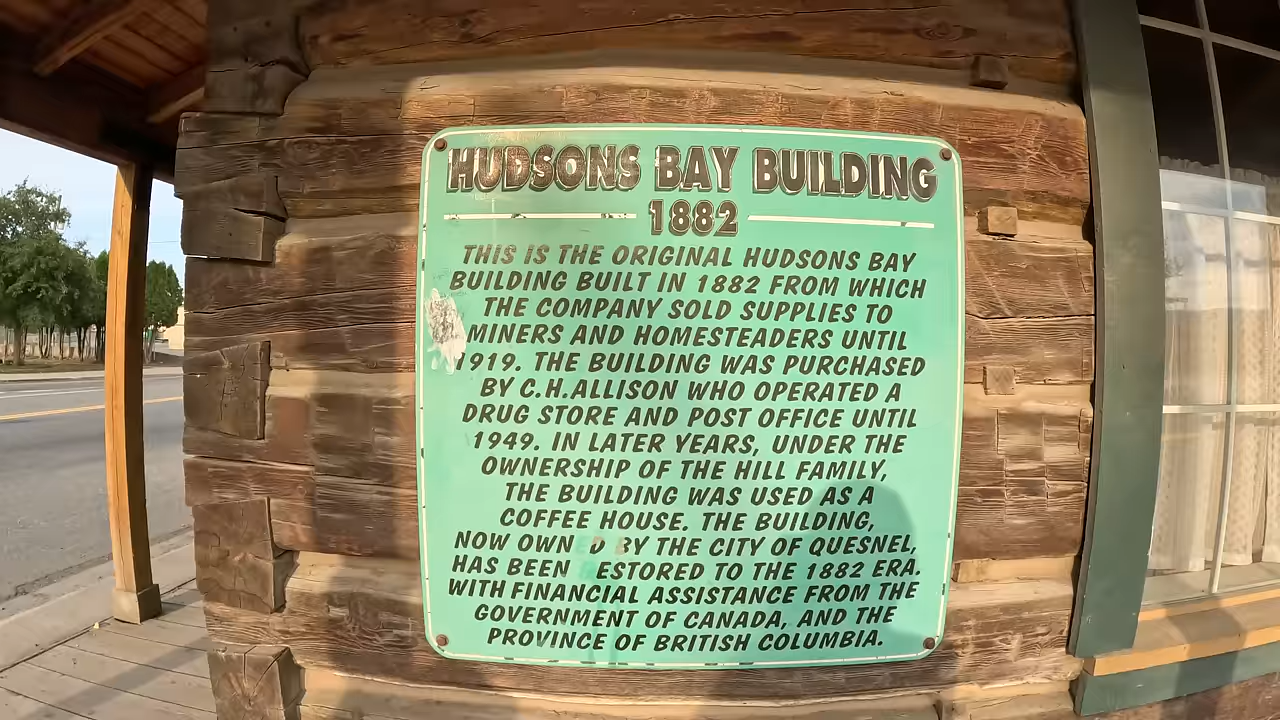 HUDSONS BAY BUILDING
1882
THIS IS THE ORIGINAL HUDSONS BAY
BUILDING BUILT IN 1882 FROM WHICH
THE COMPANY SOLD SUPPLIES TO
MINERS AND HOMESTEADERS UNTIL
1919. THE BUILDING WAS PURCHASED
BY C.H.ALLISON WHO OPERATED A
DRUG STORE AND POST OFFICE UNTIL
1949. IN LATER YEARS, UNDER THE
OWNERSHIP OF THE HILL FAMILY,
THE BUILDING WAS USED AS A
COFFEE HOUSE. THE BUILDING,
NOW OWNED BY THE CITY OF QUESNEL,
HAS BEEN RESTORED TO THE 1882 ERA.
WITH FINANCIAL ASSISTANCE FROM THE
GOVERNMENT OF CANADA, AND THE
PROVINCE OF BRITISH COLUMBIA.